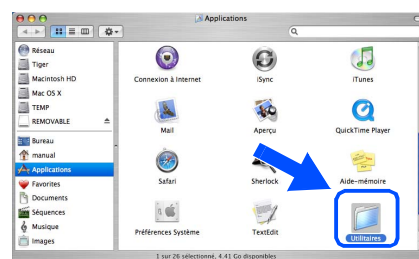 Applications
Réseau
Tiger
Macintosh HD
Mac OS X
TEMP
REMOVABLE
Bureau
manual
Applications
Favorites
Documents
Séquences
Musique
Images
Connexion à Internet
iSync
iTunes
Mail
Aperçu
QuickTime Player
Safari
Sherlock
Aide-mémoire
Préférences Système
TextEdit
Utilitaires
1 sur 26 sélectionné, 4.41 Go disponibles